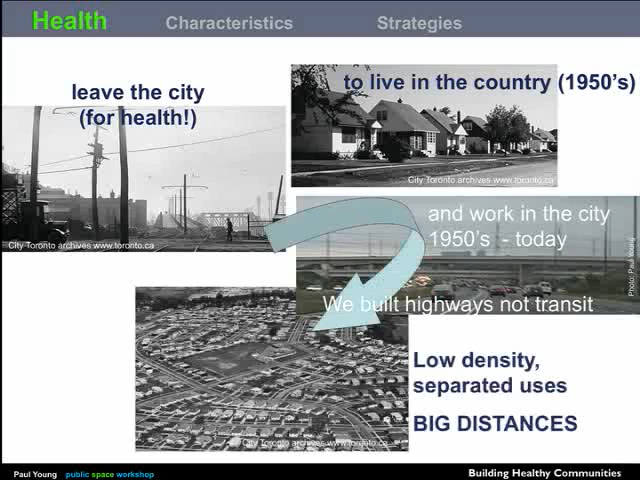 Health Characteristics Strategies
leave the city
(for health!)
to live in the country (1950's)
City Toronto archives www.toronto.ca
City Toronto archives www.toronto.ca
and work in the city
1950's - today
We built highways not transit
Photo: Paul Young
Low density,
separated uses
BIG DISTANCES
City Toronto archives www.toronto.ca
Paul Young public space workshop
Building Healthy Communities